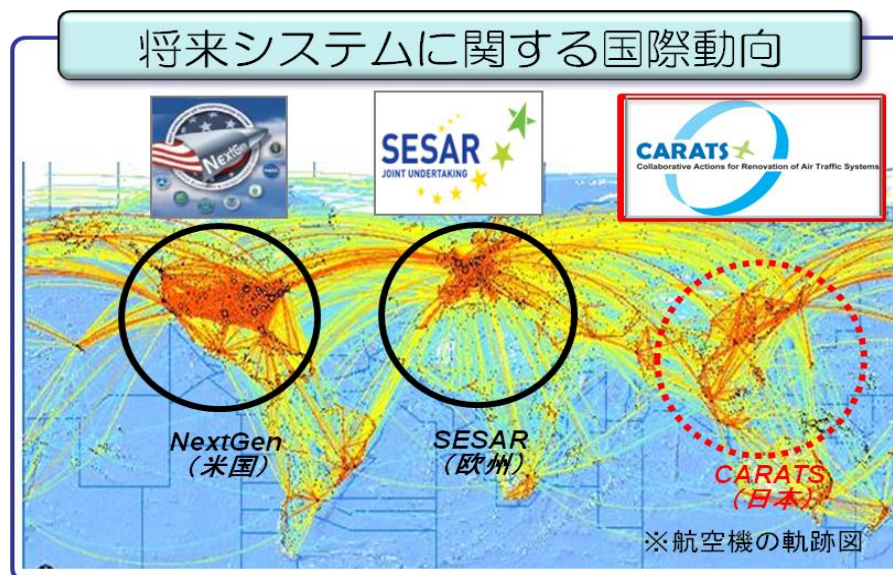 将来システムに関する国際動向
NextGen
SESAR
JOINT UNDERTAKING
CARATS
Collaborative Actions for Renovation of Air Traffic Systems
NextGen
(米国)
SESAR
(欧州)
CARATS
(日本)
※航空機の軌跡図